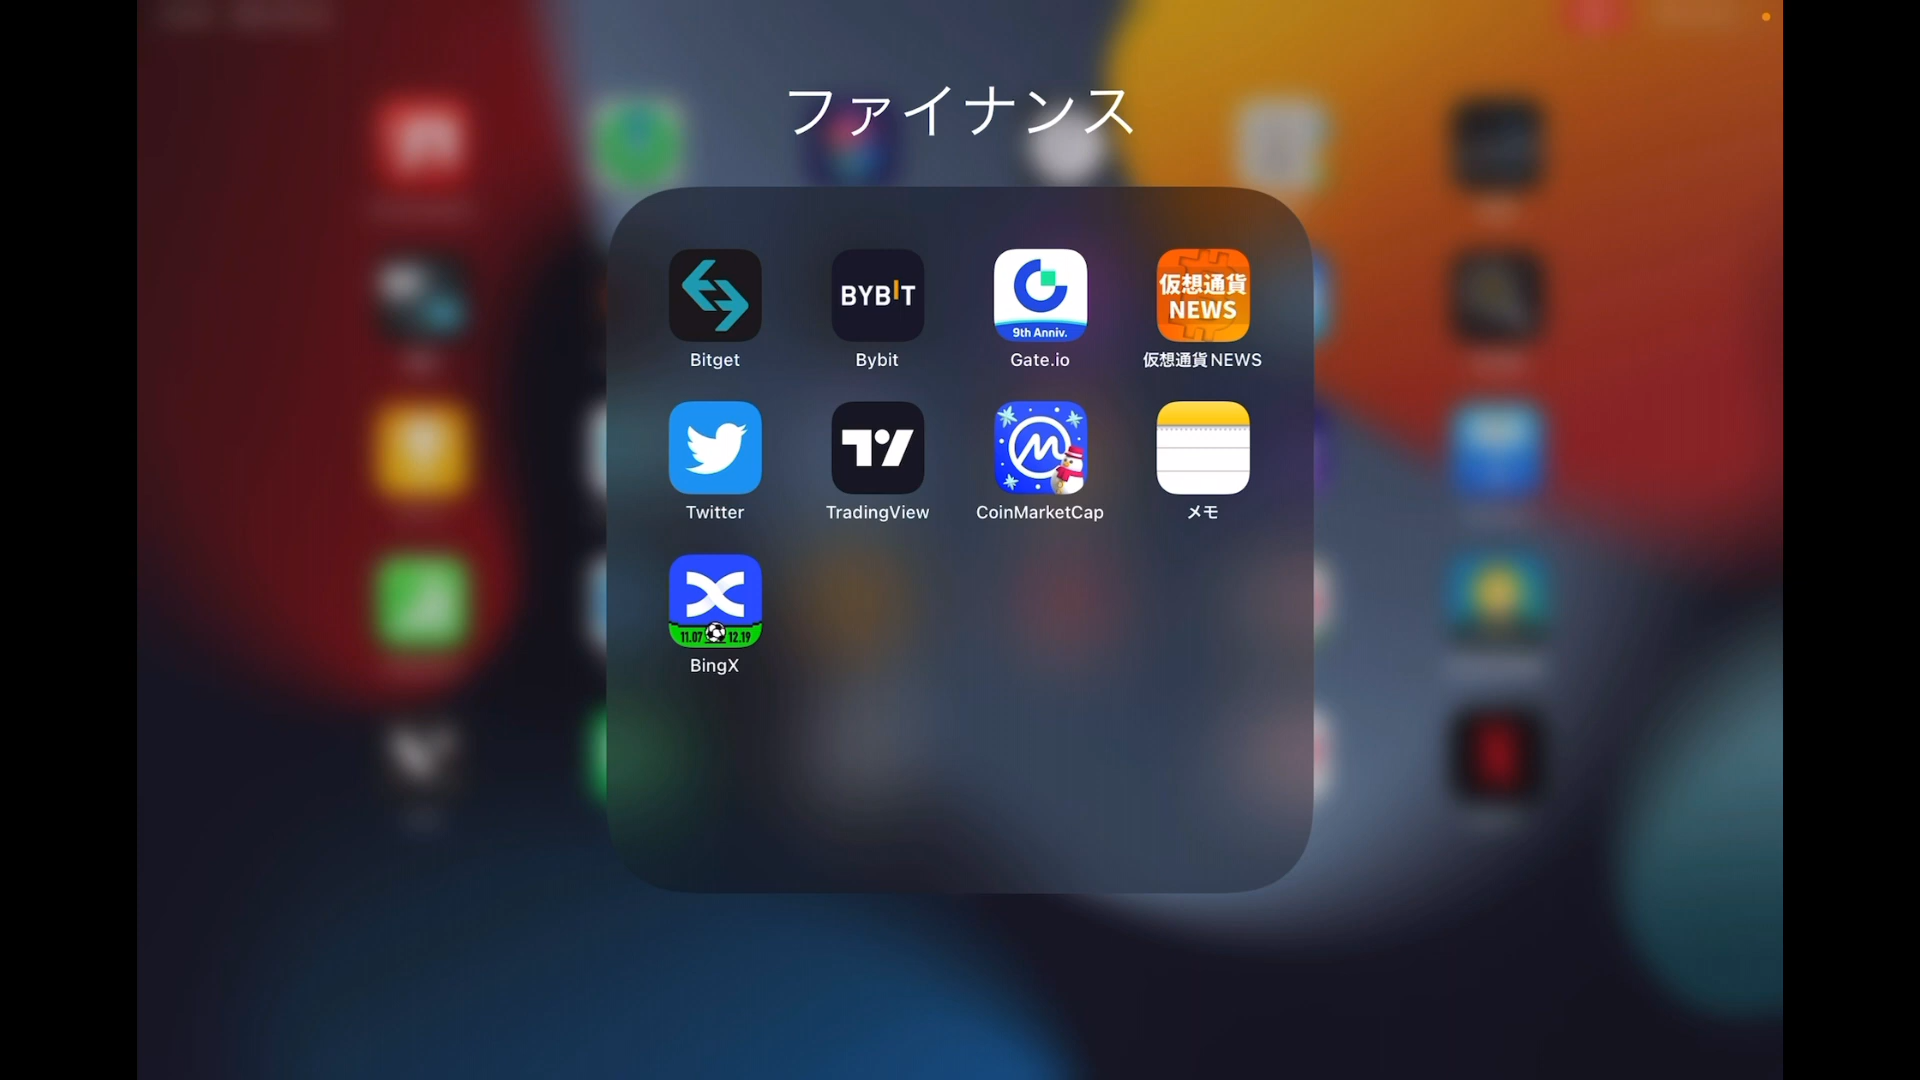 ファイナンス
BYBIT
9th Anniv.
仮想通貨
NEWS
Bitget
Bybit
Gate.io
仮想通貨NEWS
Twitter
TradingView
CoinMarketCap
メモ
11.07 12.19
BingX